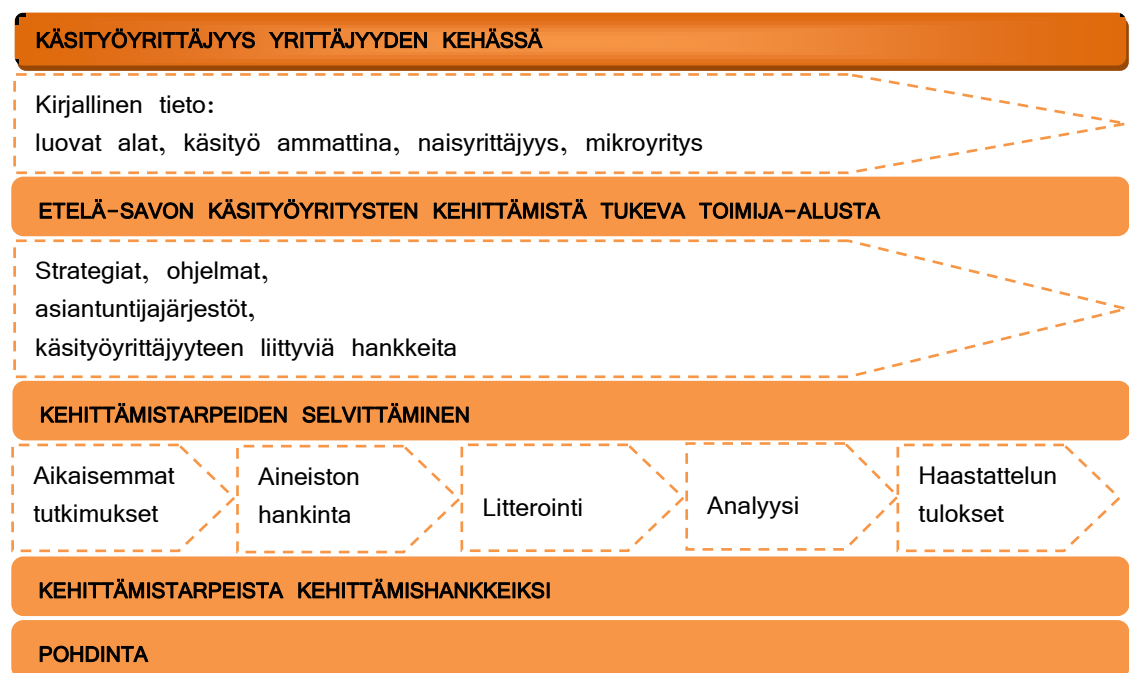 KÄSITYÖYRITTÄJYYS YRITTÄJYYDEN KEHÄSSÄ
Kirjallinen tieto:
luovat alat, käsityö ammattina, naisyrittäjyys, mikroyritys
ETELÄ-SAVON KÄSITYÖYRITYSTEN KEHITTÄMISTÄ TUKEVA TOIMIJA-ALUSTA
Strategiat, ohjelmat,
asiantuntijajärjestöt,
käsityöyrittäjyyteen liittyviä hankkeita
KEHITTÄMISTARPEIDEN SELVITTÄMINEN
Aikaisemmat
tutkimukset
Aineiston
hankinta
Litterointi
Analyysi
Haastattelun
tulokset
KEHITTÄMISTARPEISTA KEHITTÄMISHANKKEIKSI
POHDINTA